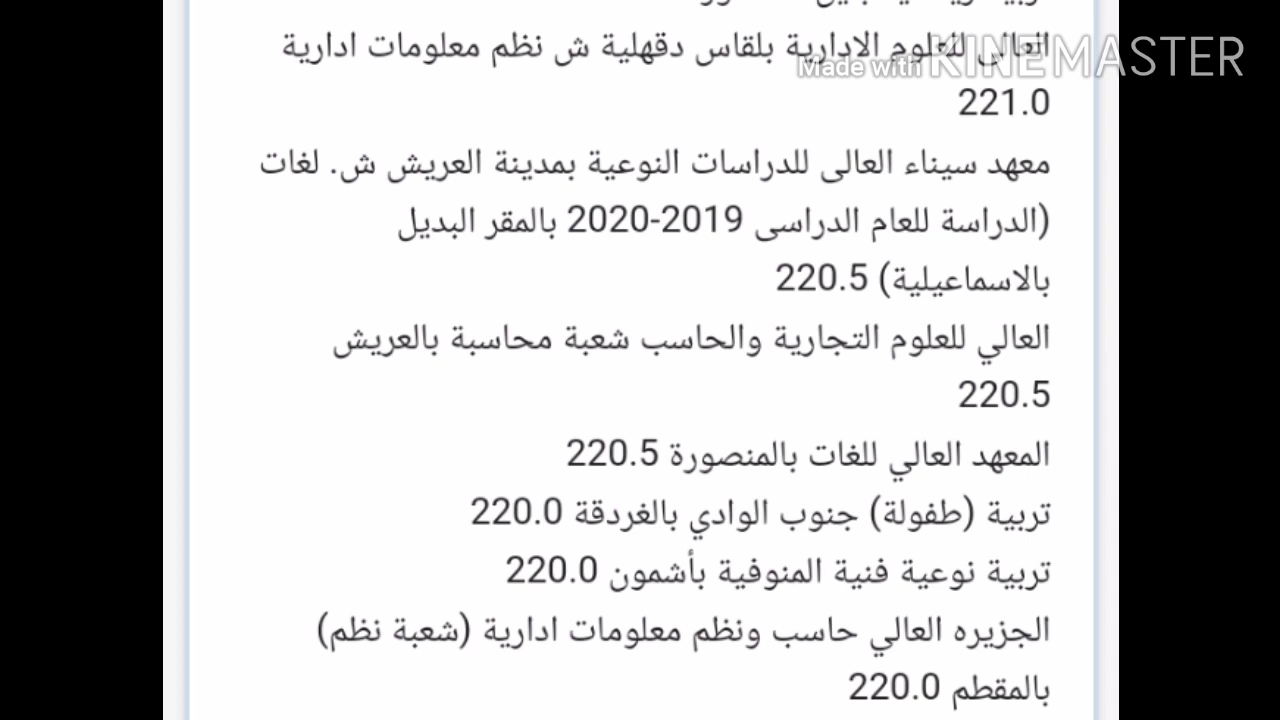 العالى للعلوم الادارية بلقاس دقهلية ش نظم معلومات ادارية
Made with KINEMASTER
221.0
معهد سيناء العالى للدراسات النوعية بمدينة العريش ش. لغات
(الدراسة للعام الدراسى 2019-2020 بالمقر البديل
بالاسماعيلية) 220.5
العالي للعلوم التجارية والحاسب شعبة محاسبة بالعريش
220.5
المعهد العالي للغات بالمنصورة 220.5
تربية (طفولة) جنوب الوادي بالغردقة 220.0
تربية نوعية فنية المنوفية بأشمون 220.0
الجزيره العالي حاسب ونظم معلومات ادارية (شعبة نظم)
بالمقطم 220.0